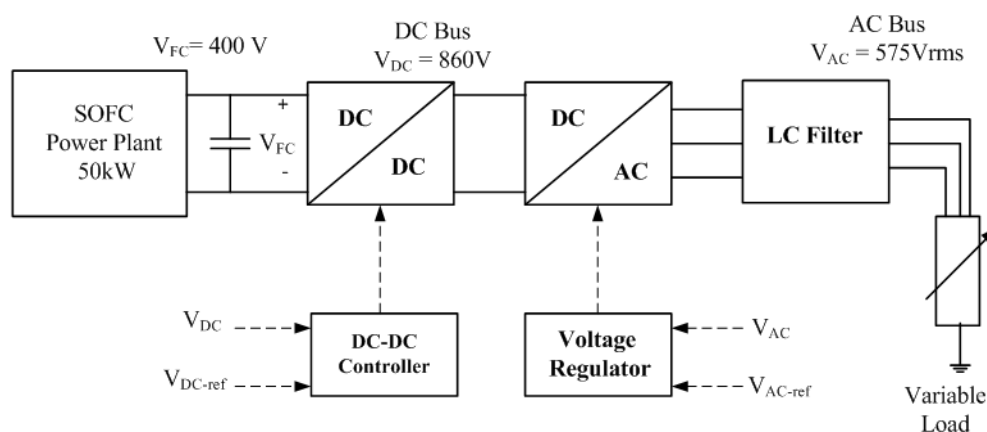 DC Bus
V_DC = 860V
AC Bus
V_AC = 575Vrms
V_FC= 400 V
SOFC
Power Plant
50kW
+
V_FC
-
DC
DC
DC
AC
LC Filter
V_DC
V_DC-ref
DC-DC
Controller
Voltage
Regulator
V_AC
V_AC-ref
Variable
Load